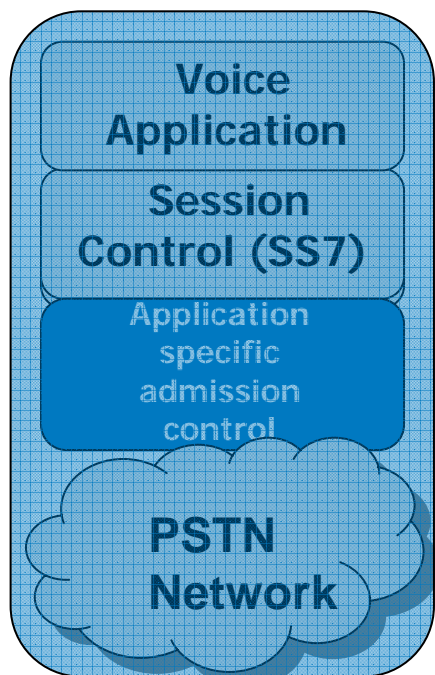 Voice
Application
Session
Control (SS7)
Application
specific
admission
control
PSTN
Network